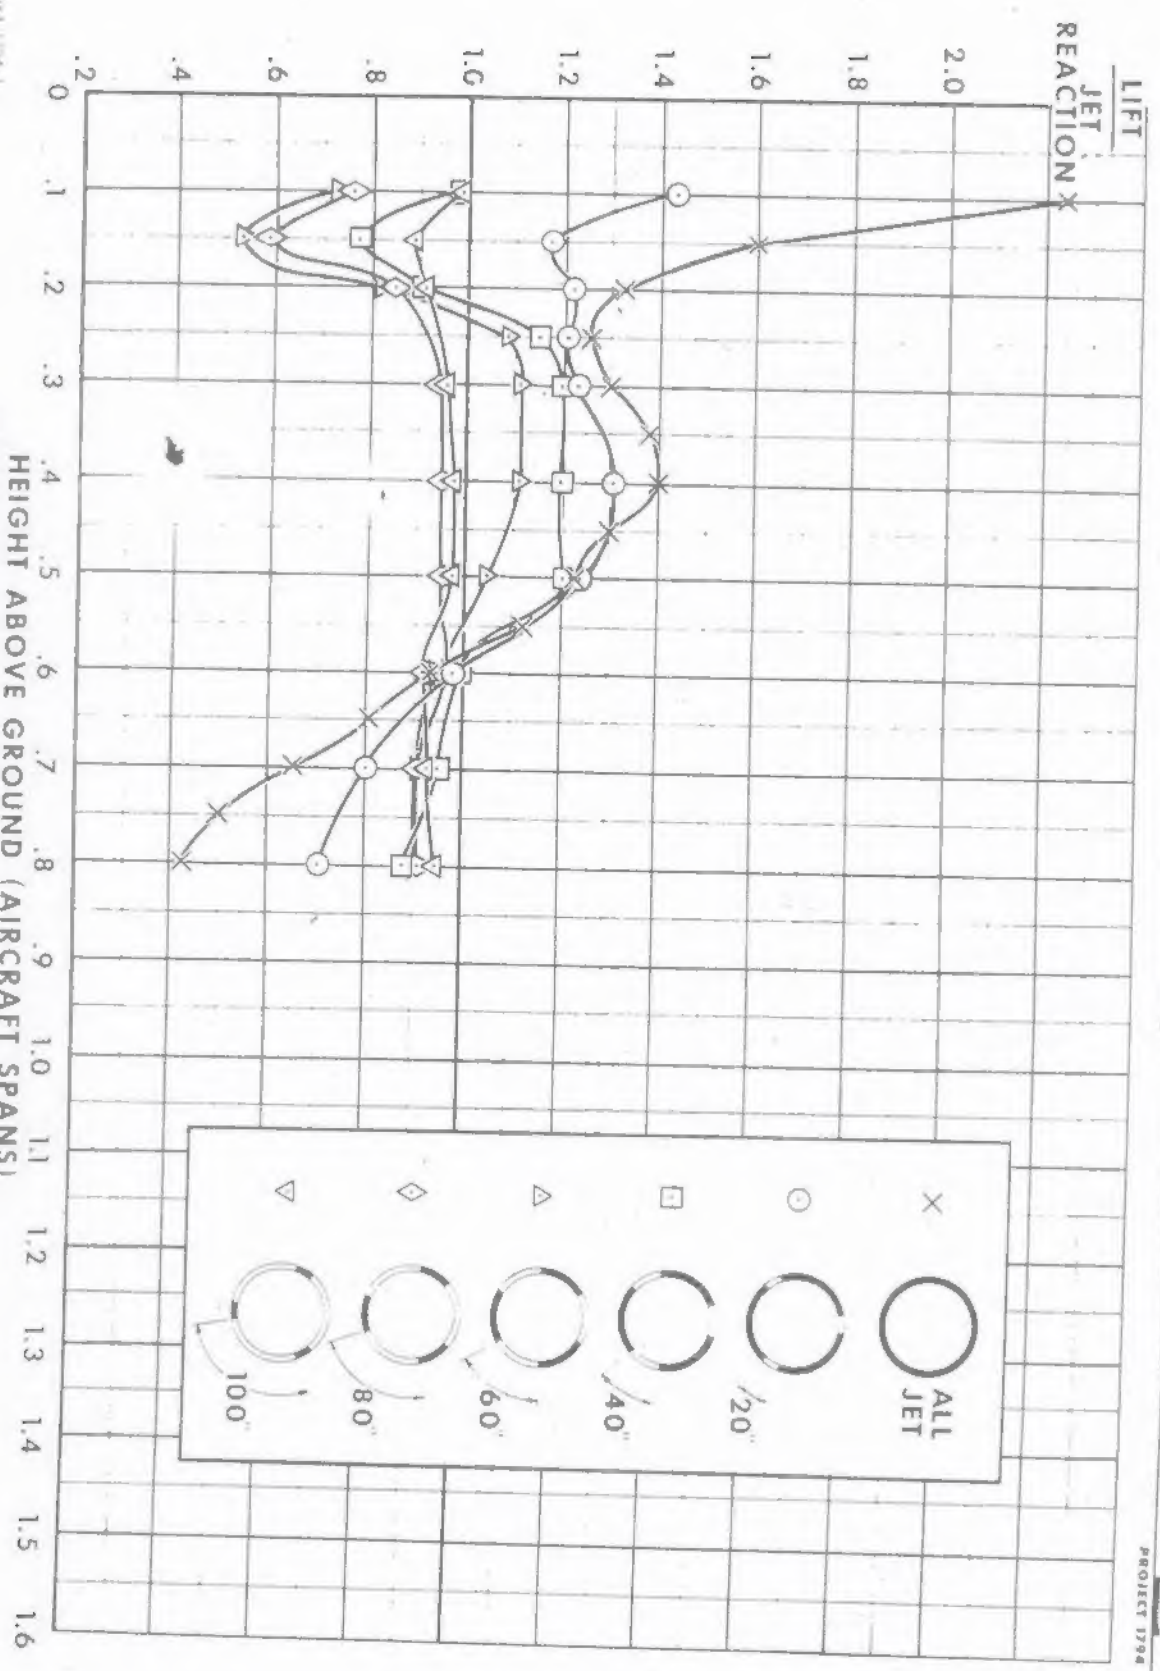 PROJECT 1794
LIFT
JET
REACTION
2.0
1.8
1.6
1.4
1.2
1.0
.8
.6
.4
.2
0 .1 .2 .3 .4 .5 .6 .7 .8 .9 1.0 1.1 1.2 1.3 1.4 1.5 1.6
HEIGHT ABOVE GROUND (AIRCRAFT SPANS)
ALL
JET
20°
40°
60°
80°
100°